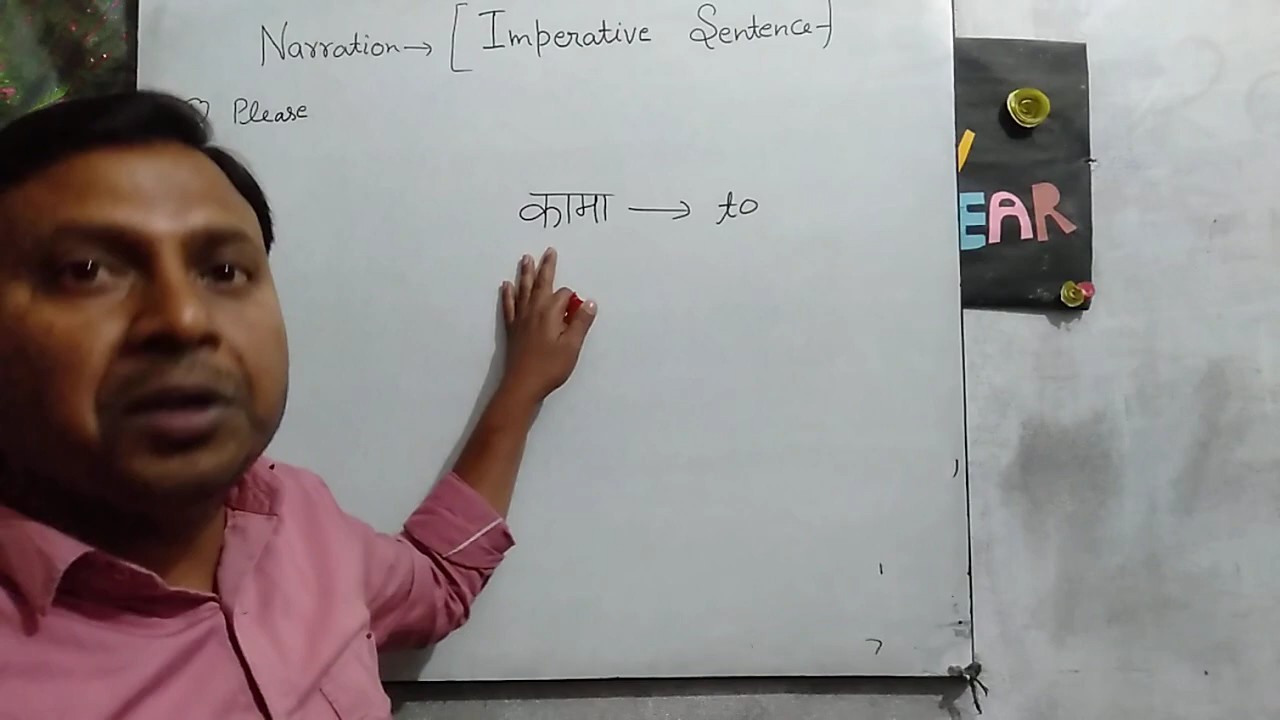 Narration → [Imperative Sentence]
Please
कामा → to
EAR